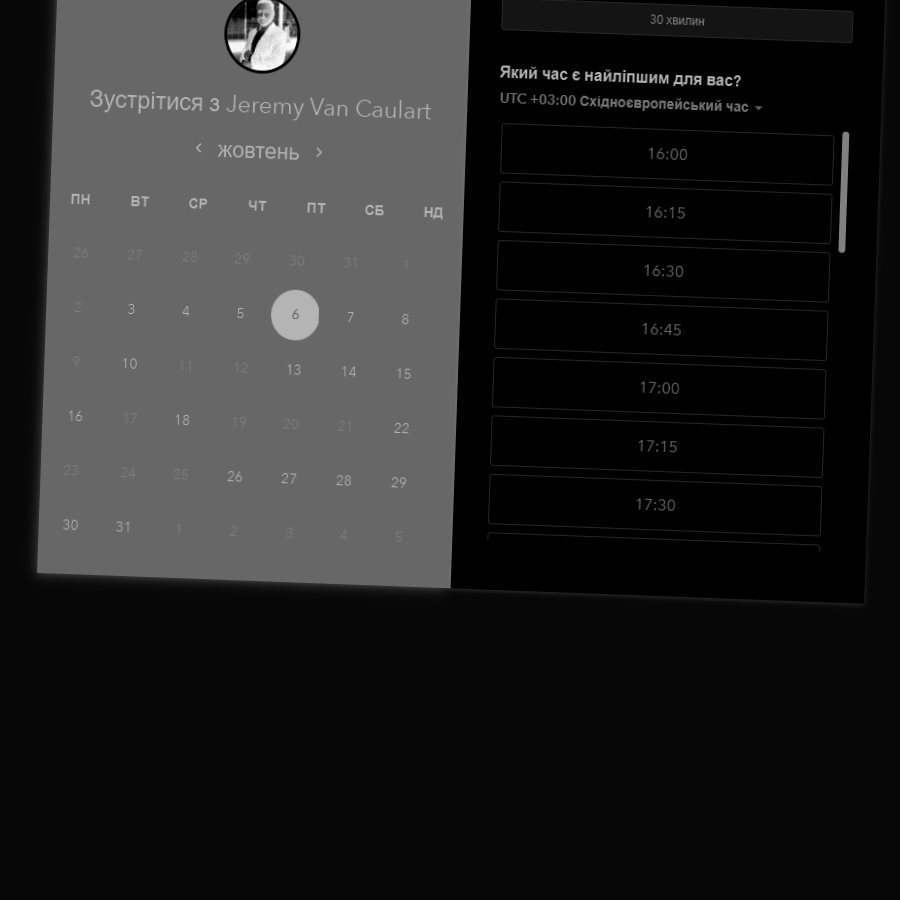 Зустрітися з Jeremy Van Caulart
жовтень
ПН ВТ СР ЧТ ПТ СБ НД
26 27 28 29 30 31 1
2 3 4 5 6 7 8
9 10 11 12 13 14 15
16 17 18 19 20 21 22
23 24 25 26 27 28 29
30 31 1 2 3 4 5
30 хвилин
Який час є найліпшим для вас?
UTC +03:00 Східноєвропейський час
16:00
16:15
16:30
16:45
17:00
17:15
17:30